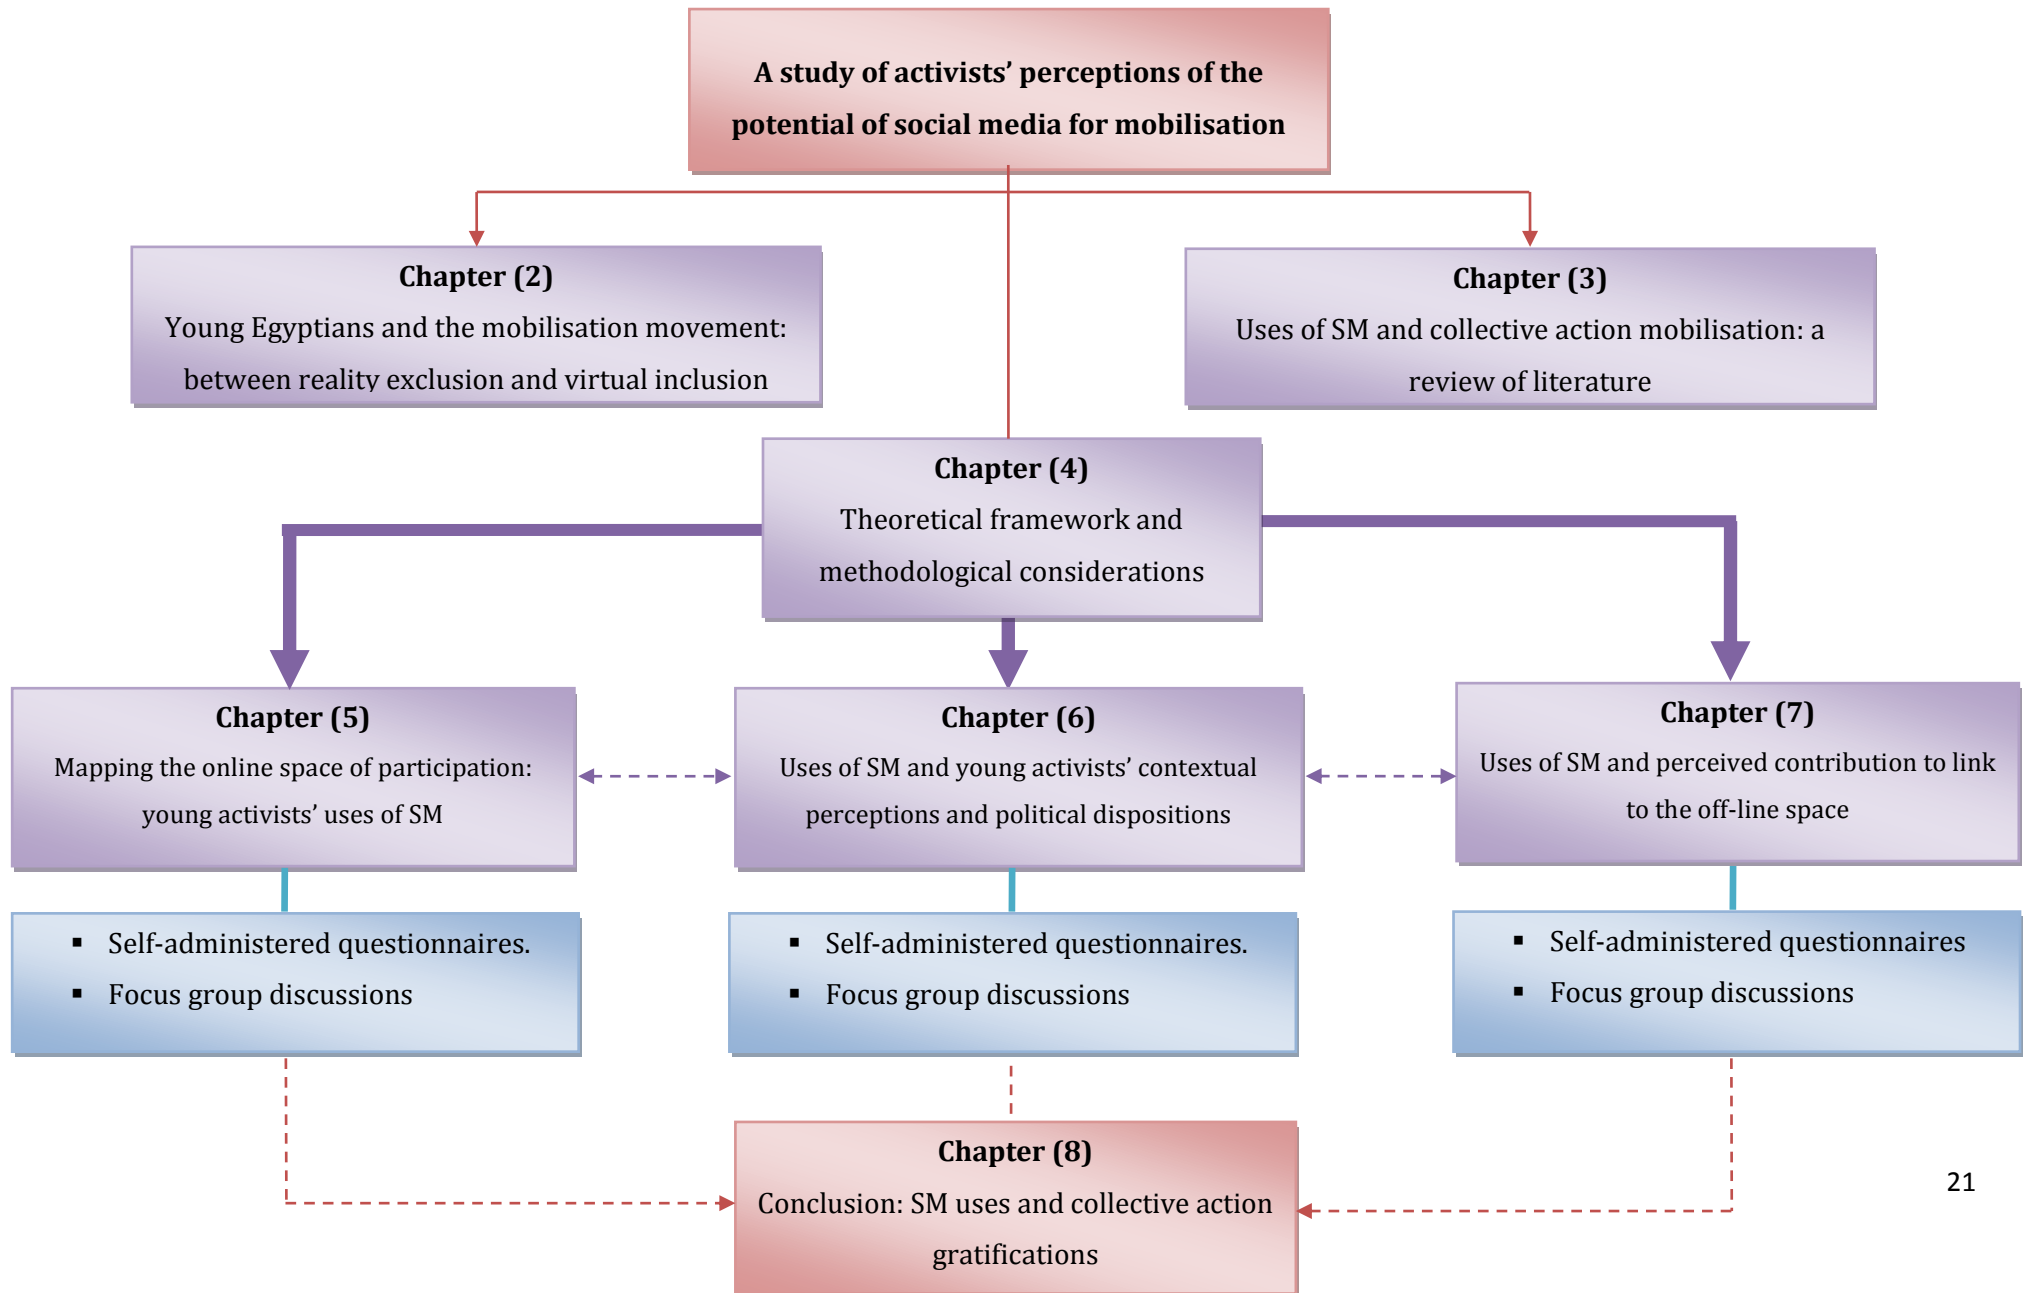 A study of activists’ perceptions of the
potential of social media for mobilisation
Chapter (2)
Young Egyptians and the mobilisation movement:
between reality exclusion and virtual inclusion
Chapter (3)
Uses of SM and collective action mobilisation: a
review of literature
Chapter (4)
Theoretical framework and
methodological considerations
Chapter (5)
Mapping the online space of participation:
young activists’ uses of SM
Chapter (6)
Uses of SM and young activists’ contextual
perceptions and political dispositions
Chapter (7)
Uses of SM and perceived contribution to link
to the off-line space
▪ Self-administered questionnaires.
▪ Focus group discussions
▪ Self-administered questionnaires.
▪ Focus group discussions
▪ Self-administered questionnaires
▪ Focus group discussions
Chapter (8)
Conclusion: SM uses and collective action
gratifications
21